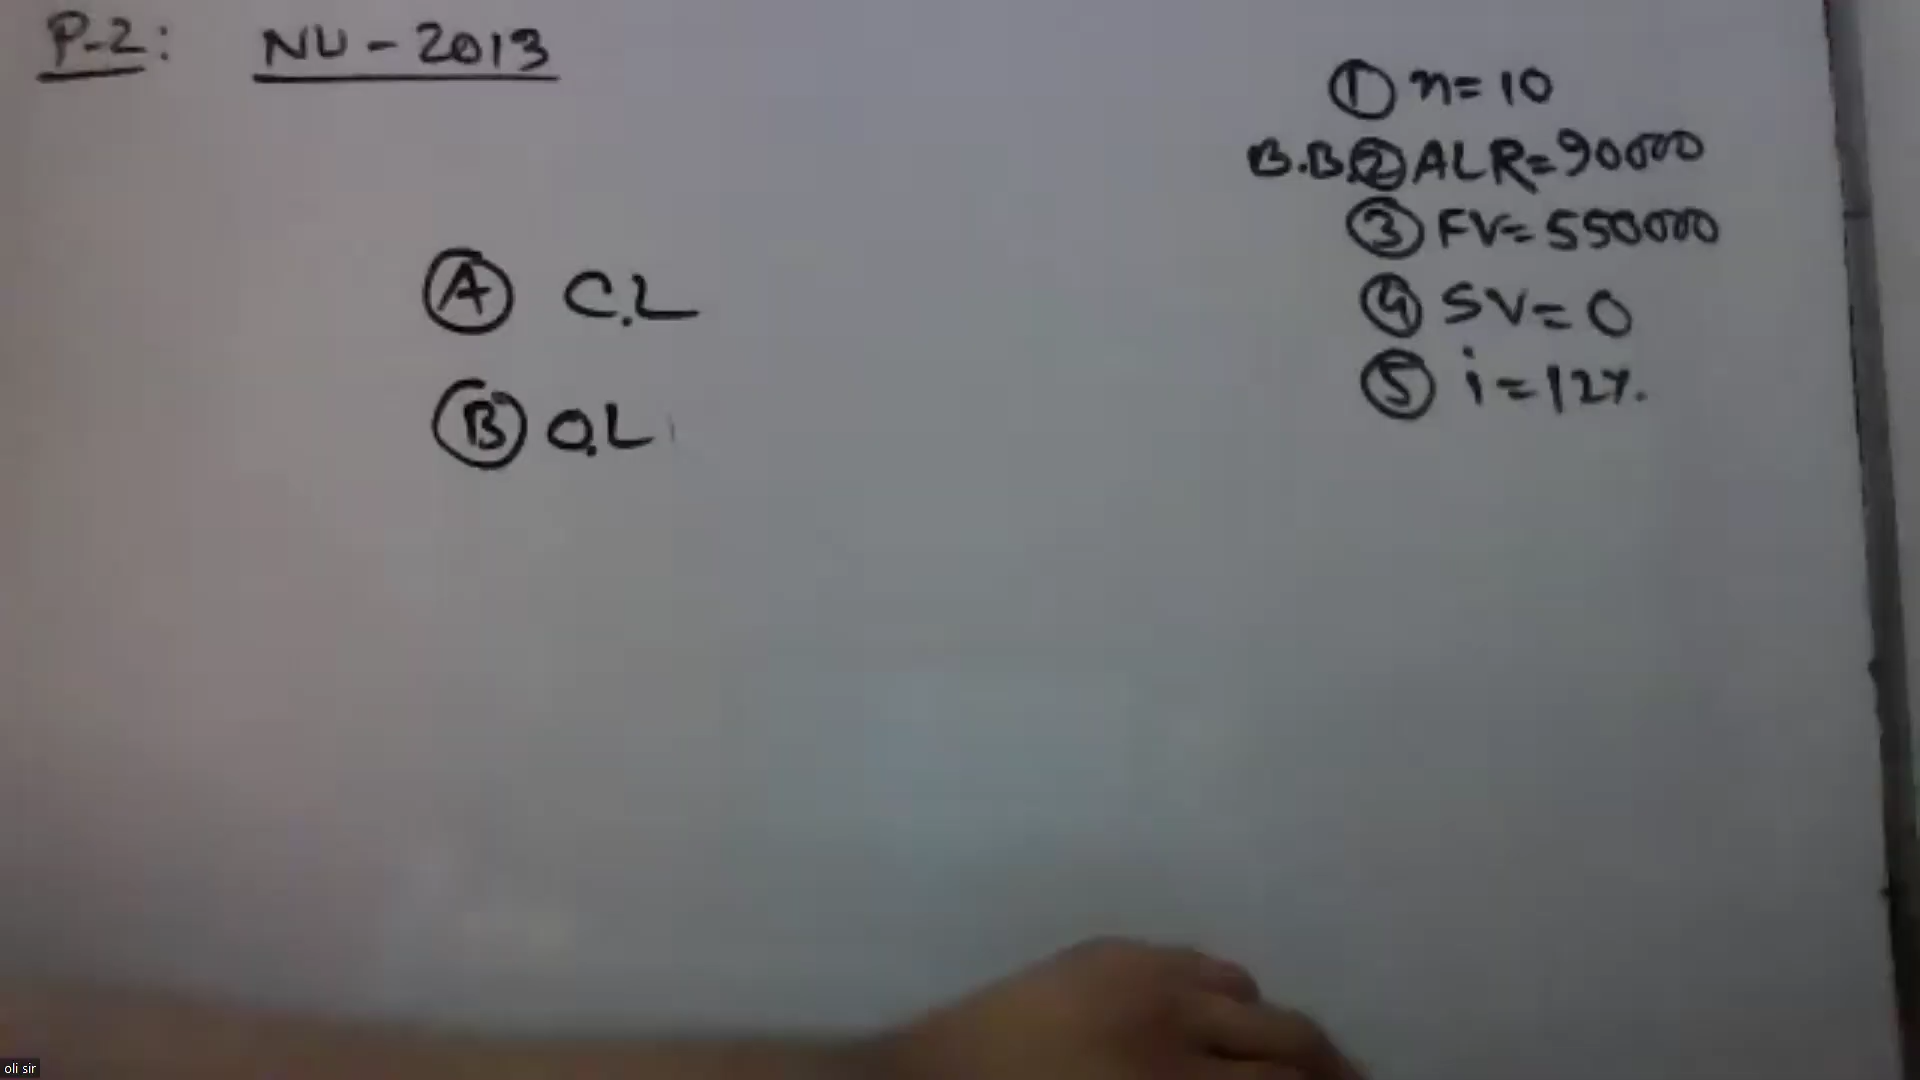 P-2: NU - 2013
① n= 10
B.B. ② ALR=90000
③ FV= 550000
④ SV= 0
⑤ i = 12%.
Ⓐ C.L
Ⓑ O.L
oli sir